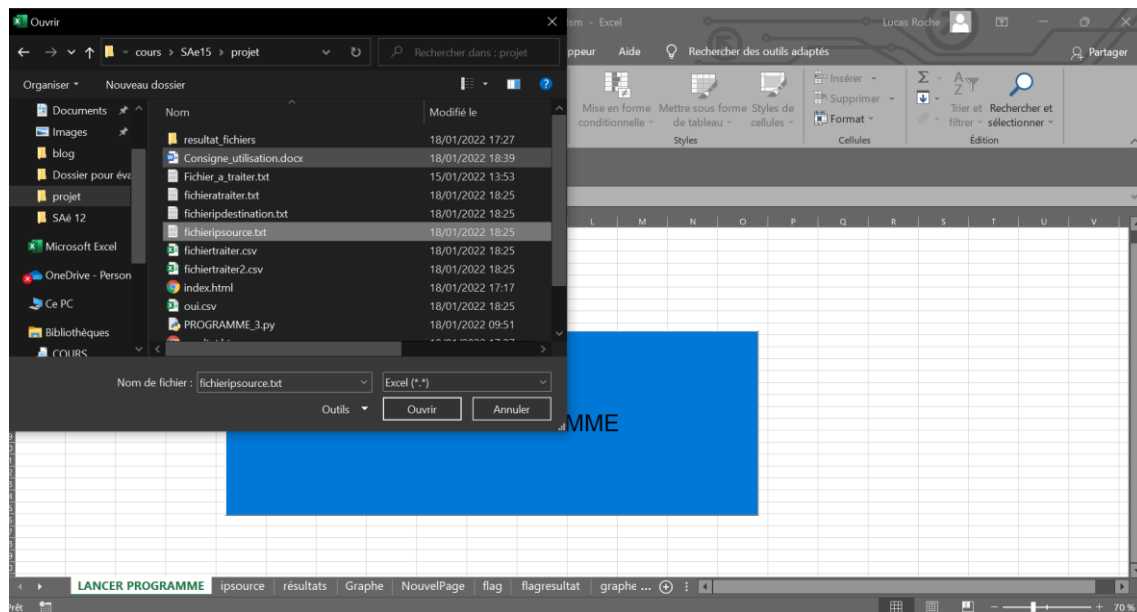 Ouvrir
ism - Excel
Lucas Roche
cours > SAe15 > projet
Rechercher dans : projet
ppeur Aide Rechercher des outils adaptés
Partager
Organiser Nouveau dossier
Nom Modifié le
Documents
Images
blog
Dossier pour éva
projet
SAé 12
Microsoft Excel
OneDrive - Person
Ce PC
Bibliothèques
COURS
resultat_fichiers 18/01/2022 17:27
Consigne_utilisation.docx 18/01/2022 18:39
Fichier_a_traiter.txt 15/01/2022 13:53
fichieratraiter.txt 18/01/2022 18:25
fichieripdestination.txt 18/01/2022 18:25
fichieripsource.txt 18/01/2022 18:25
fichiertraiter.csv 18/01/2022 18:25
fichiertraiter2.csv 18/01/2022 18:25
index.html 18/01/2022 17:17
oui.csv 18/01/2022 18:25
PROGRAMME_3.py 18/01/2022 09:51
Nom de fichier : fichieripsource.txt Excel (*.*)
Outils Ouvrir Annuler
Mise en forme conditionnelle
Mettre sous forme de tableau
Styles de cellules
Styles
Insérer
Supprimer
Format
Cellules
Trier et filtrer
Rechercher et sélectionner
Édition
L M N O P Q R S T U V
MME
LANCER PROGRAMME ipsource résultats Graphe NouvelPage flag flagresultat graphe ...
70 %